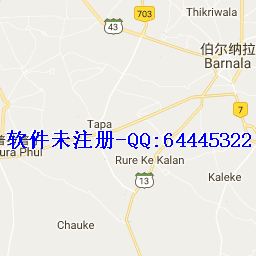 Thikriwala
703
43
伯尔纳拉
Barnala
7
Tapa
软件未注册-QQ:64445322
ura Phul
Rure Ke Kalan
13
Kaleke
Chauke